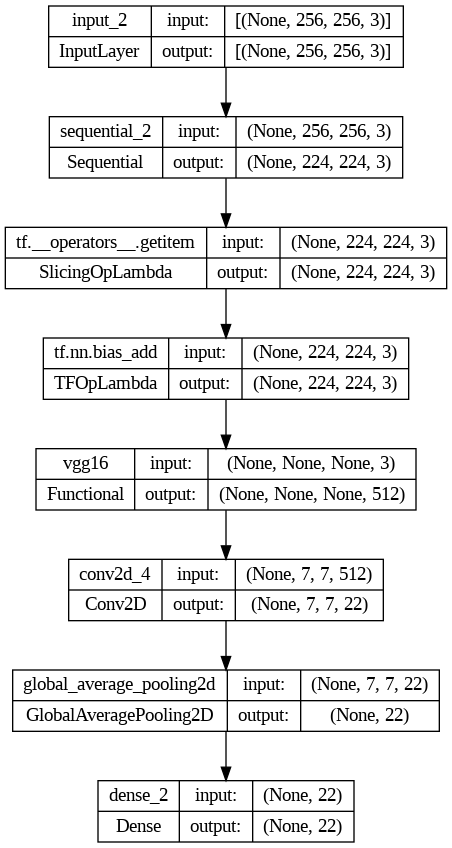 input_2 input: [(None, 256, 256, 3)]
InputLayer output: [(None, 256, 256, 3)]
sequential_2 input: (None, 256, 256, 3)
Sequential output: (None, 224, 224, 3)
tf.__operators__.getitem input: (None, 224, 224, 3)
SlicingOpLambda output: (None, 224, 224, 3)
tf.nn.bias_add input: (None, 224, 224, 3)
TFOpLambda output: (None, 224, 224, 3)
vgg16 input: (None, None, None, 3)
Functional output: (None, None, None, 512)
conv2d_4 input: (None, 7, 7, 512)
Conv2D output: (None, 7, 7, 22)
global_average_pooling2d input: (None, 7, 7, 22)
GlobalAveragePooling2D output: (None, 22)
dense_2 input: (None, 22)
Dense output: (None, 22)